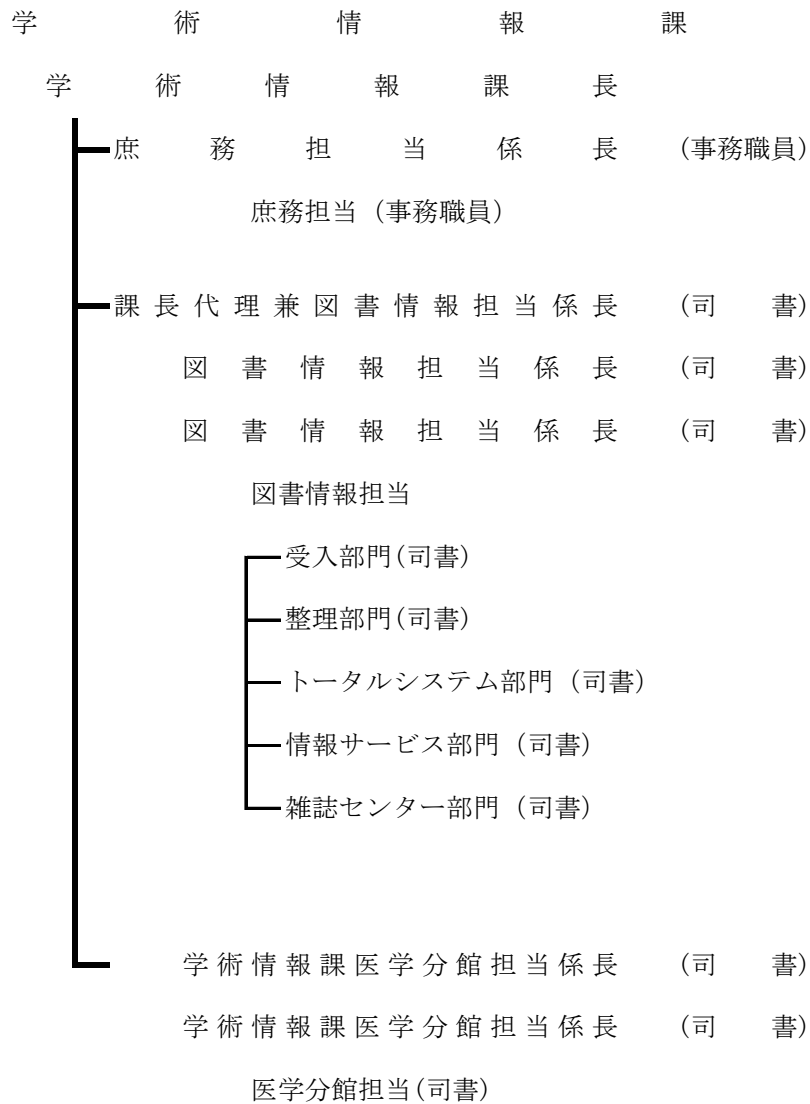 学術情報課
学術情報課長
庶務担当係長 (事務職員)
庶務担当 (事務職員)
課長代理兼図書情報担当係長 (司書)
図書情報担当係長 (司書)
図書情報担当係長 (司書)
図書情報担当
受入部門(司書)
整理部門(司書)
トータルシステム部門 (司書)
情報サービス部門 (司書)
雑誌センター部門 (司書)
学術情報課医学分館担当係長 (司書)
学術情報課医学分館担当係長 (司書)
医学分館担当(司書)